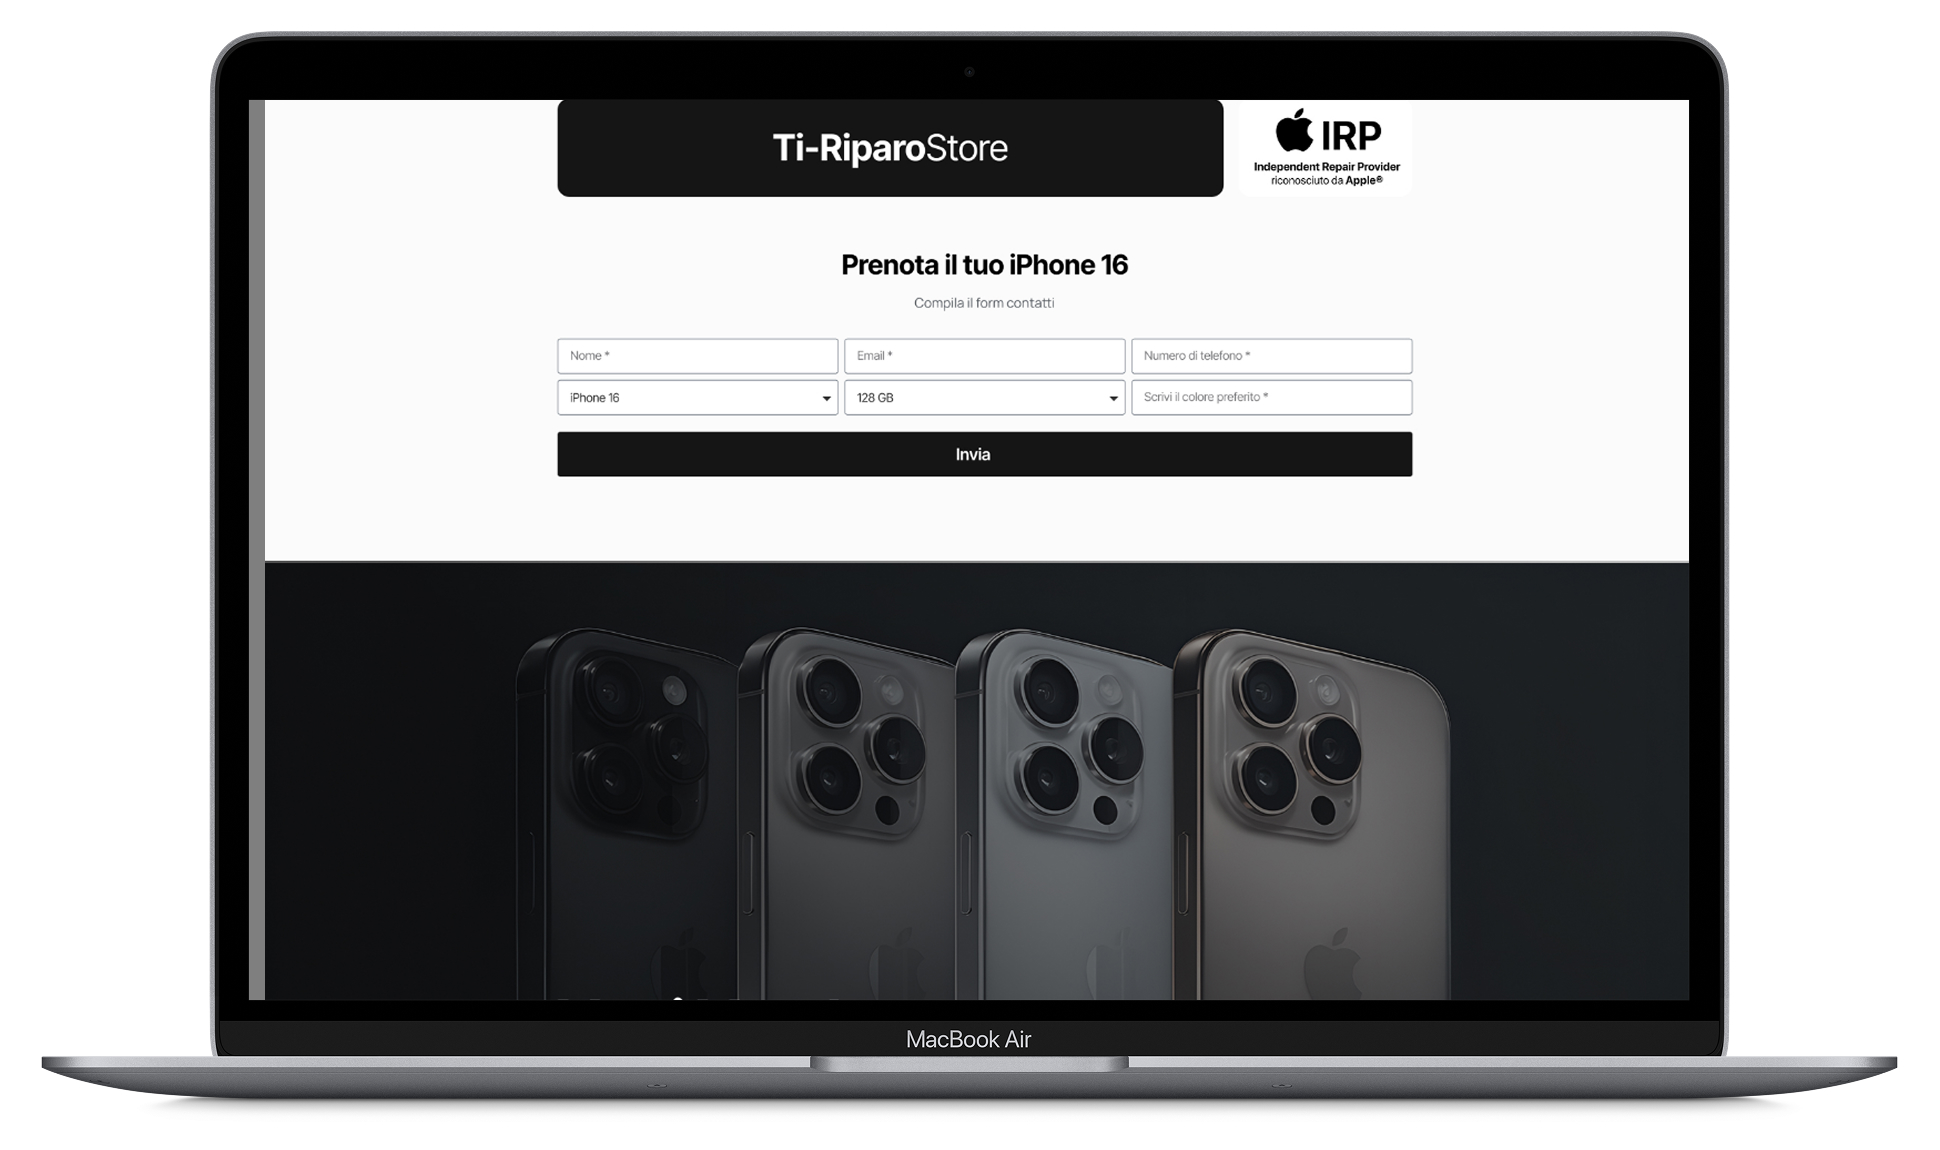 Ti-RiparoStore
IRP
Independent Repair Provider
riconosciuto da Apple®
Prenota il tuo iPhone 16
Compila il form contatti
Nome *
Email *
Numero di telefono *
iPhone 16
128 GB
Scrivi il colore preferito *
Invia
MacBook Air